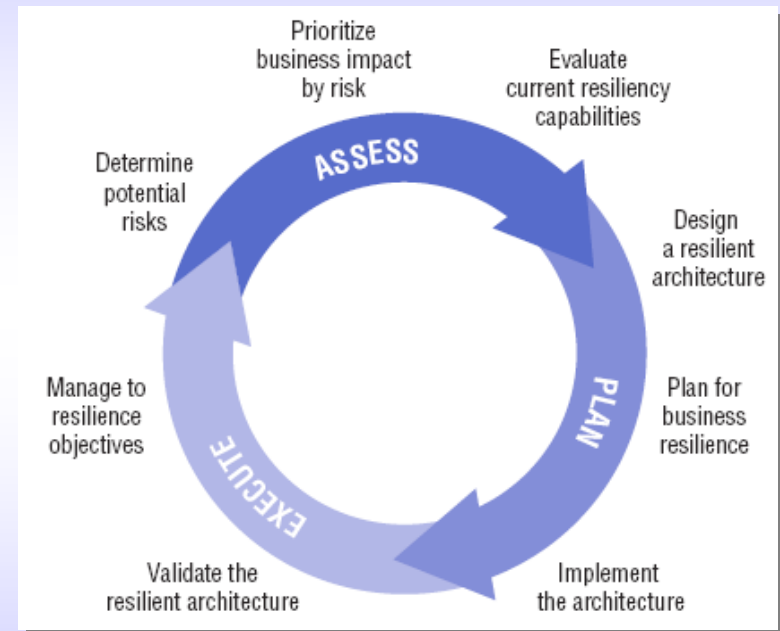 Prioritize
business impact
by risk
Evaluate
current resiliency
capabilities
ASSESS
Determine
potential
risks
Design
a resilient
architecture
PLAN
Plan for
business
resilience
Manage to
resilience
objectives
EXECUTE
Validate the
resilient architecture
Implement
the architecture